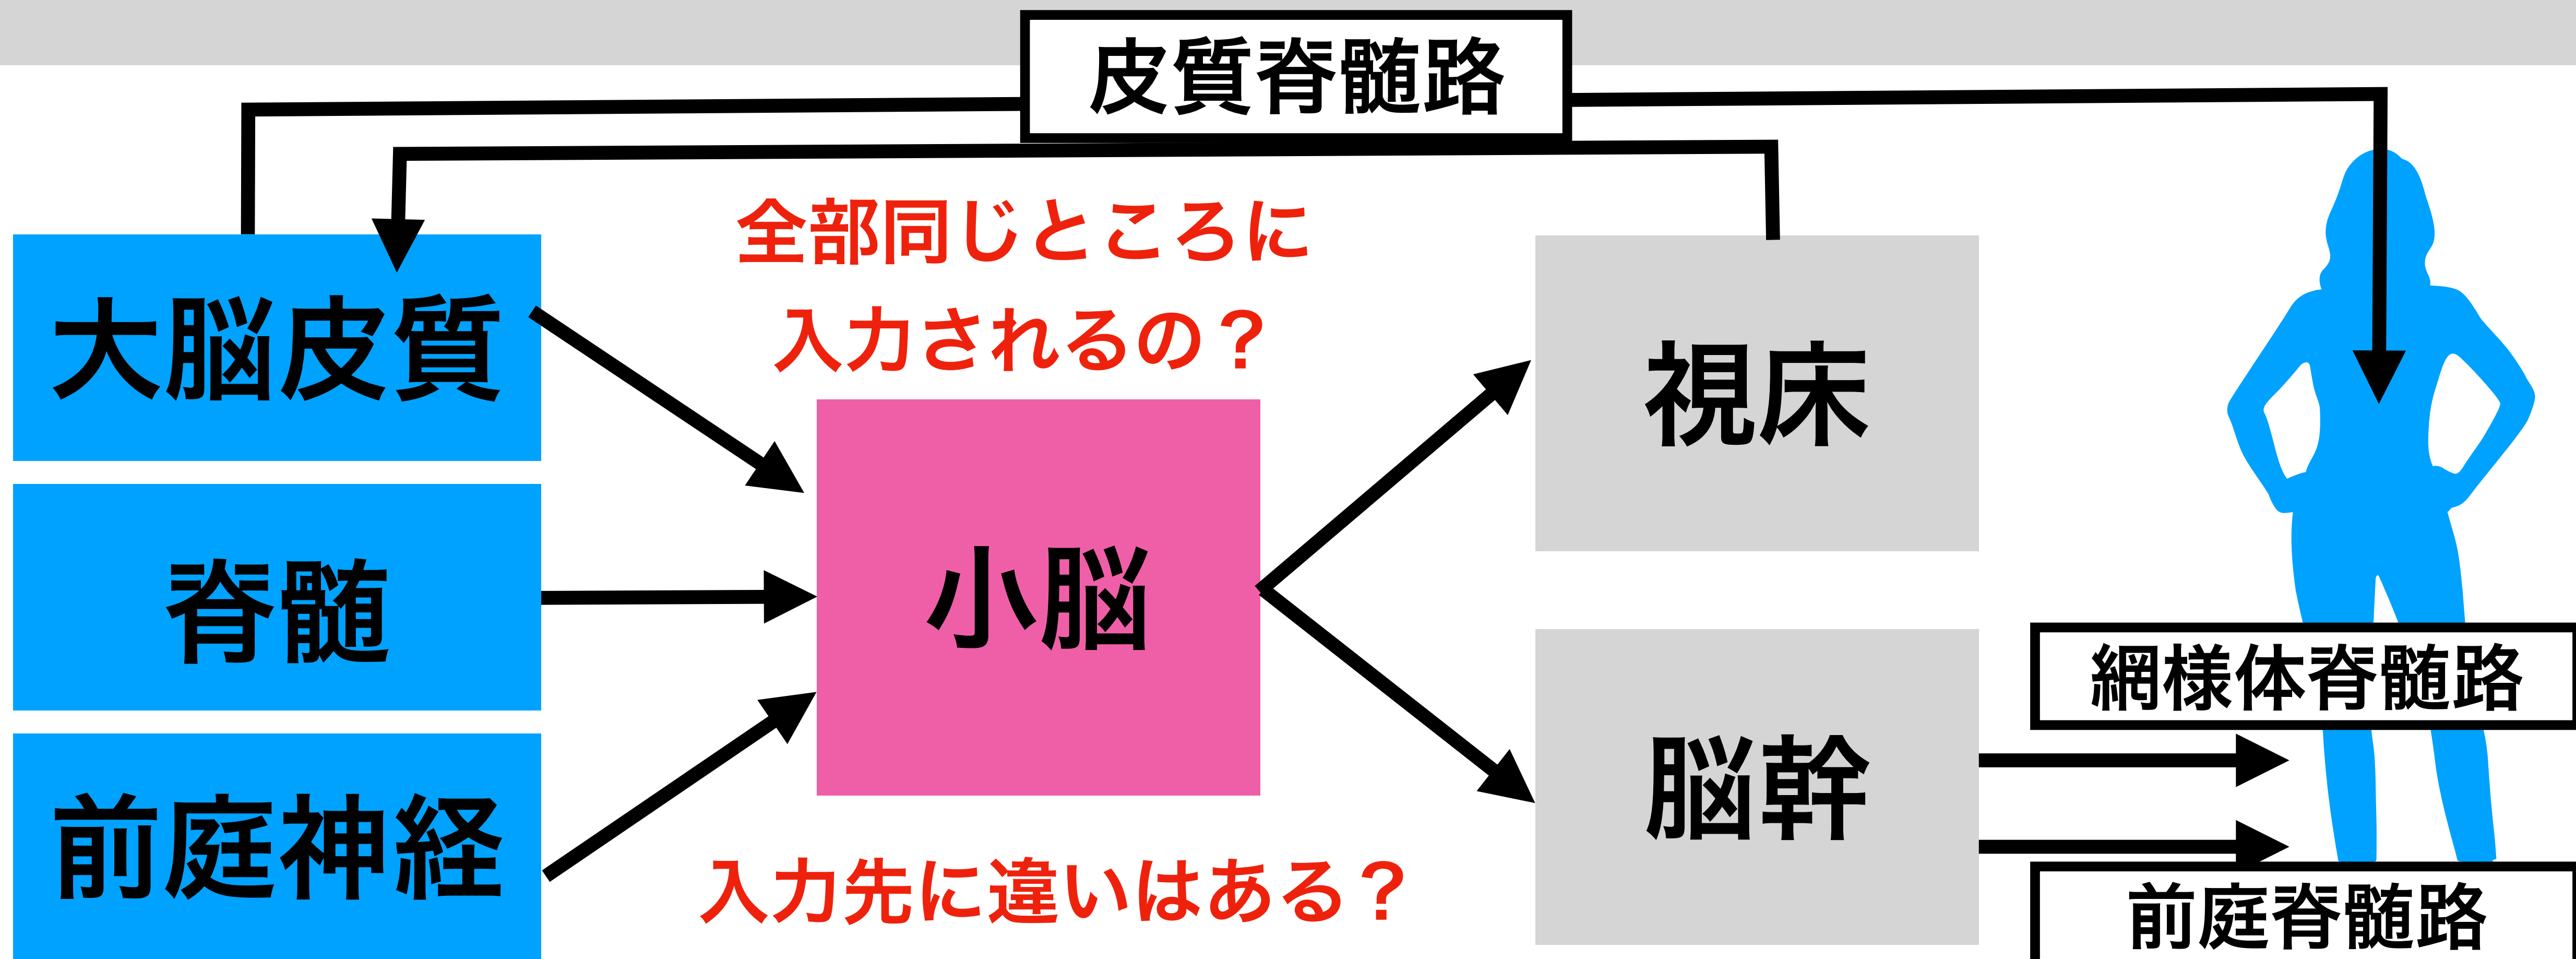 皮質脊髄路
全部同じところに
入力されるの？
大脳皮質
視床
脊髄
小脳
網様体脊髄路
脳幹
前庭神経
入力先に違いはある？
前庭脊髄路